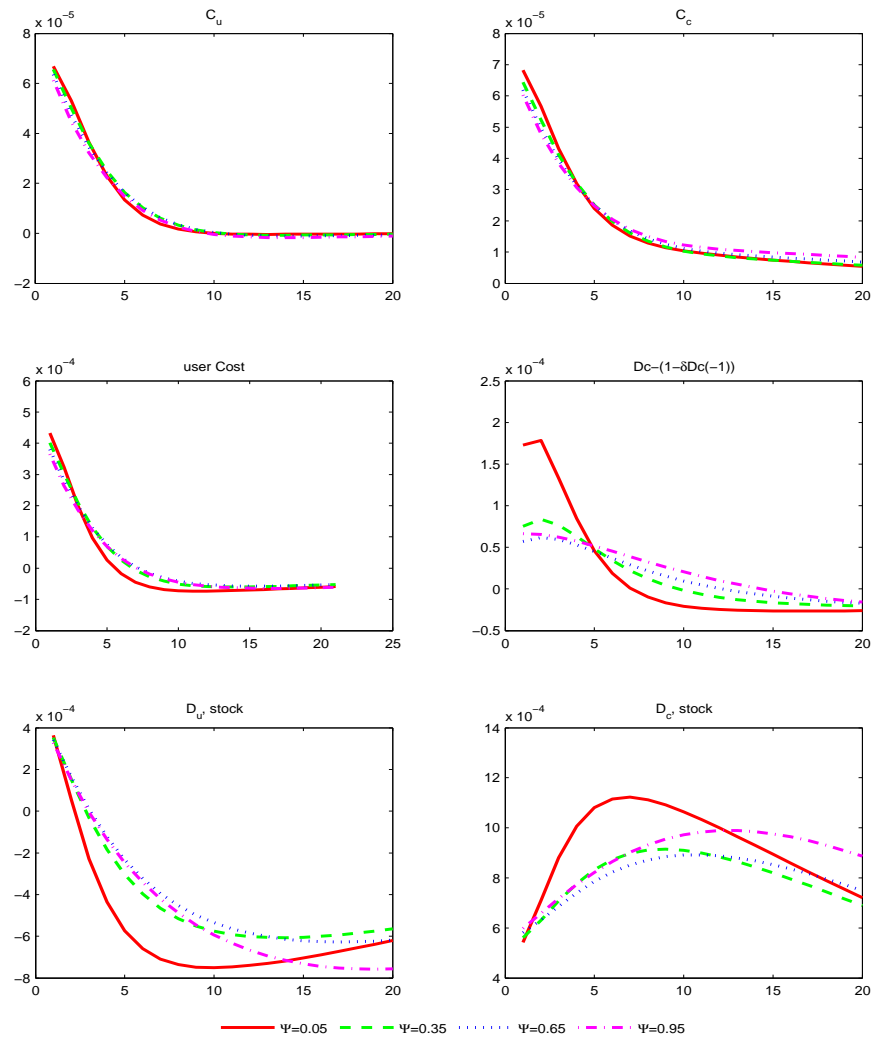 C_u
x 10^−5
8
6
4
2
0
−2
0 5 10 15 20
C_c
x 10^−5
8
7
6
5
4
3
2
1
0
0 5 10 15 20
user Cost
x 10^−4
6
5
4
3
2
1
0
−1
−2
0 5 10 15 20 25
Dc−(1−δDc(−1))
x 10^−4
2.5
2
1.5
1
0.5
0
−0.5
0 5 10 15 20
D_u, stock
x 10^−4
4
2
0
−2
−4
−6
−8
0 5 10 15 20
D_c, stock
x 10^−4
14
12
10
8
6
4
0 5 10 15 20
Ψ=0.05 Ψ=0.35 Ψ=0.65 Ψ=0.95